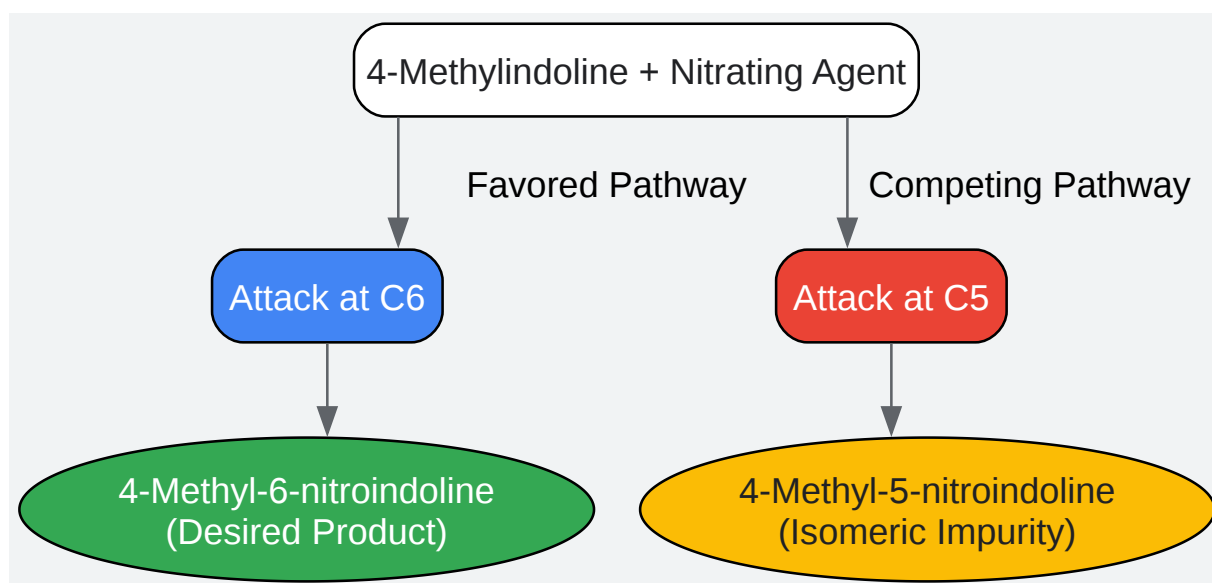 4-Methylindoline + Nitrating Agent
Favored Pathway
Competing Pathway
Attack at C6
Attack at C5
4-Methyl-6-nitroindoline
(Desired Product)
4-Methyl-5-nitroindoline
(Isomeric Impurity)